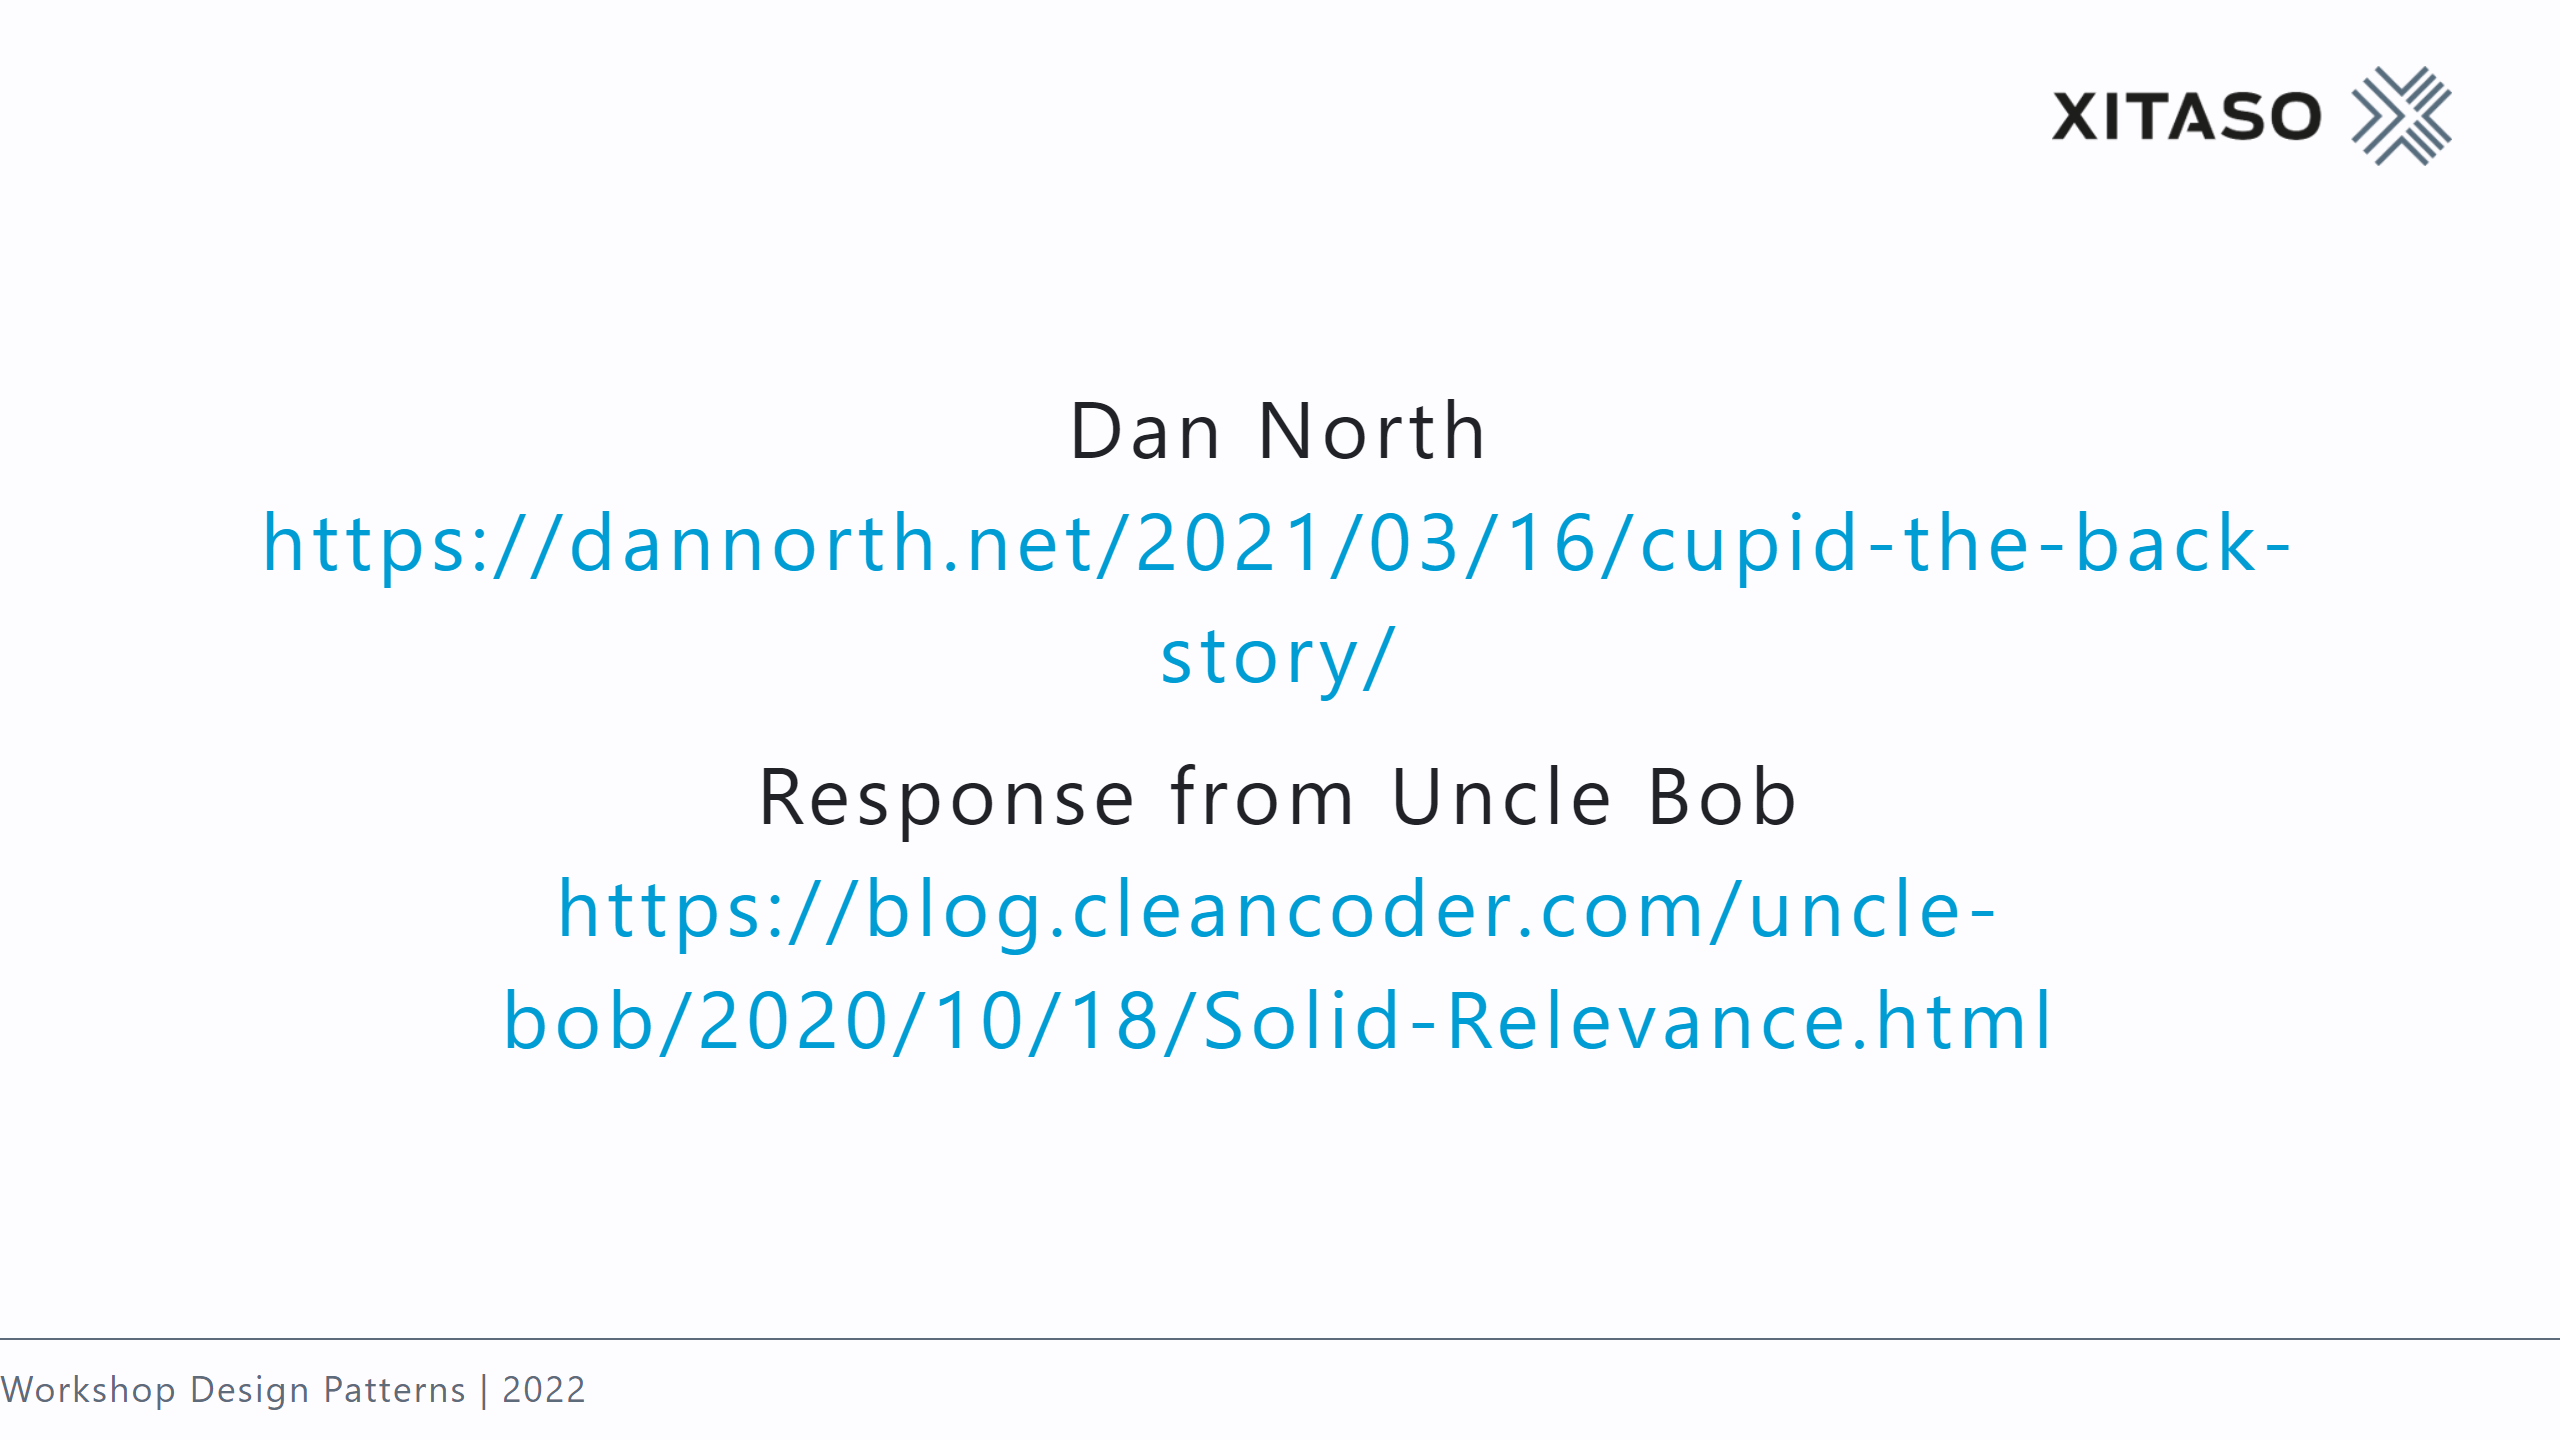 XITASO
Dan North
https://dannorth.net/2021/03/16/cupid-the-back-
story/
Response from Uncle Bob
https://blog.cleancoder.com/uncle-
bob/2020/10/18/Solid-Relevance.html
Workshop Design Patterns | 2022